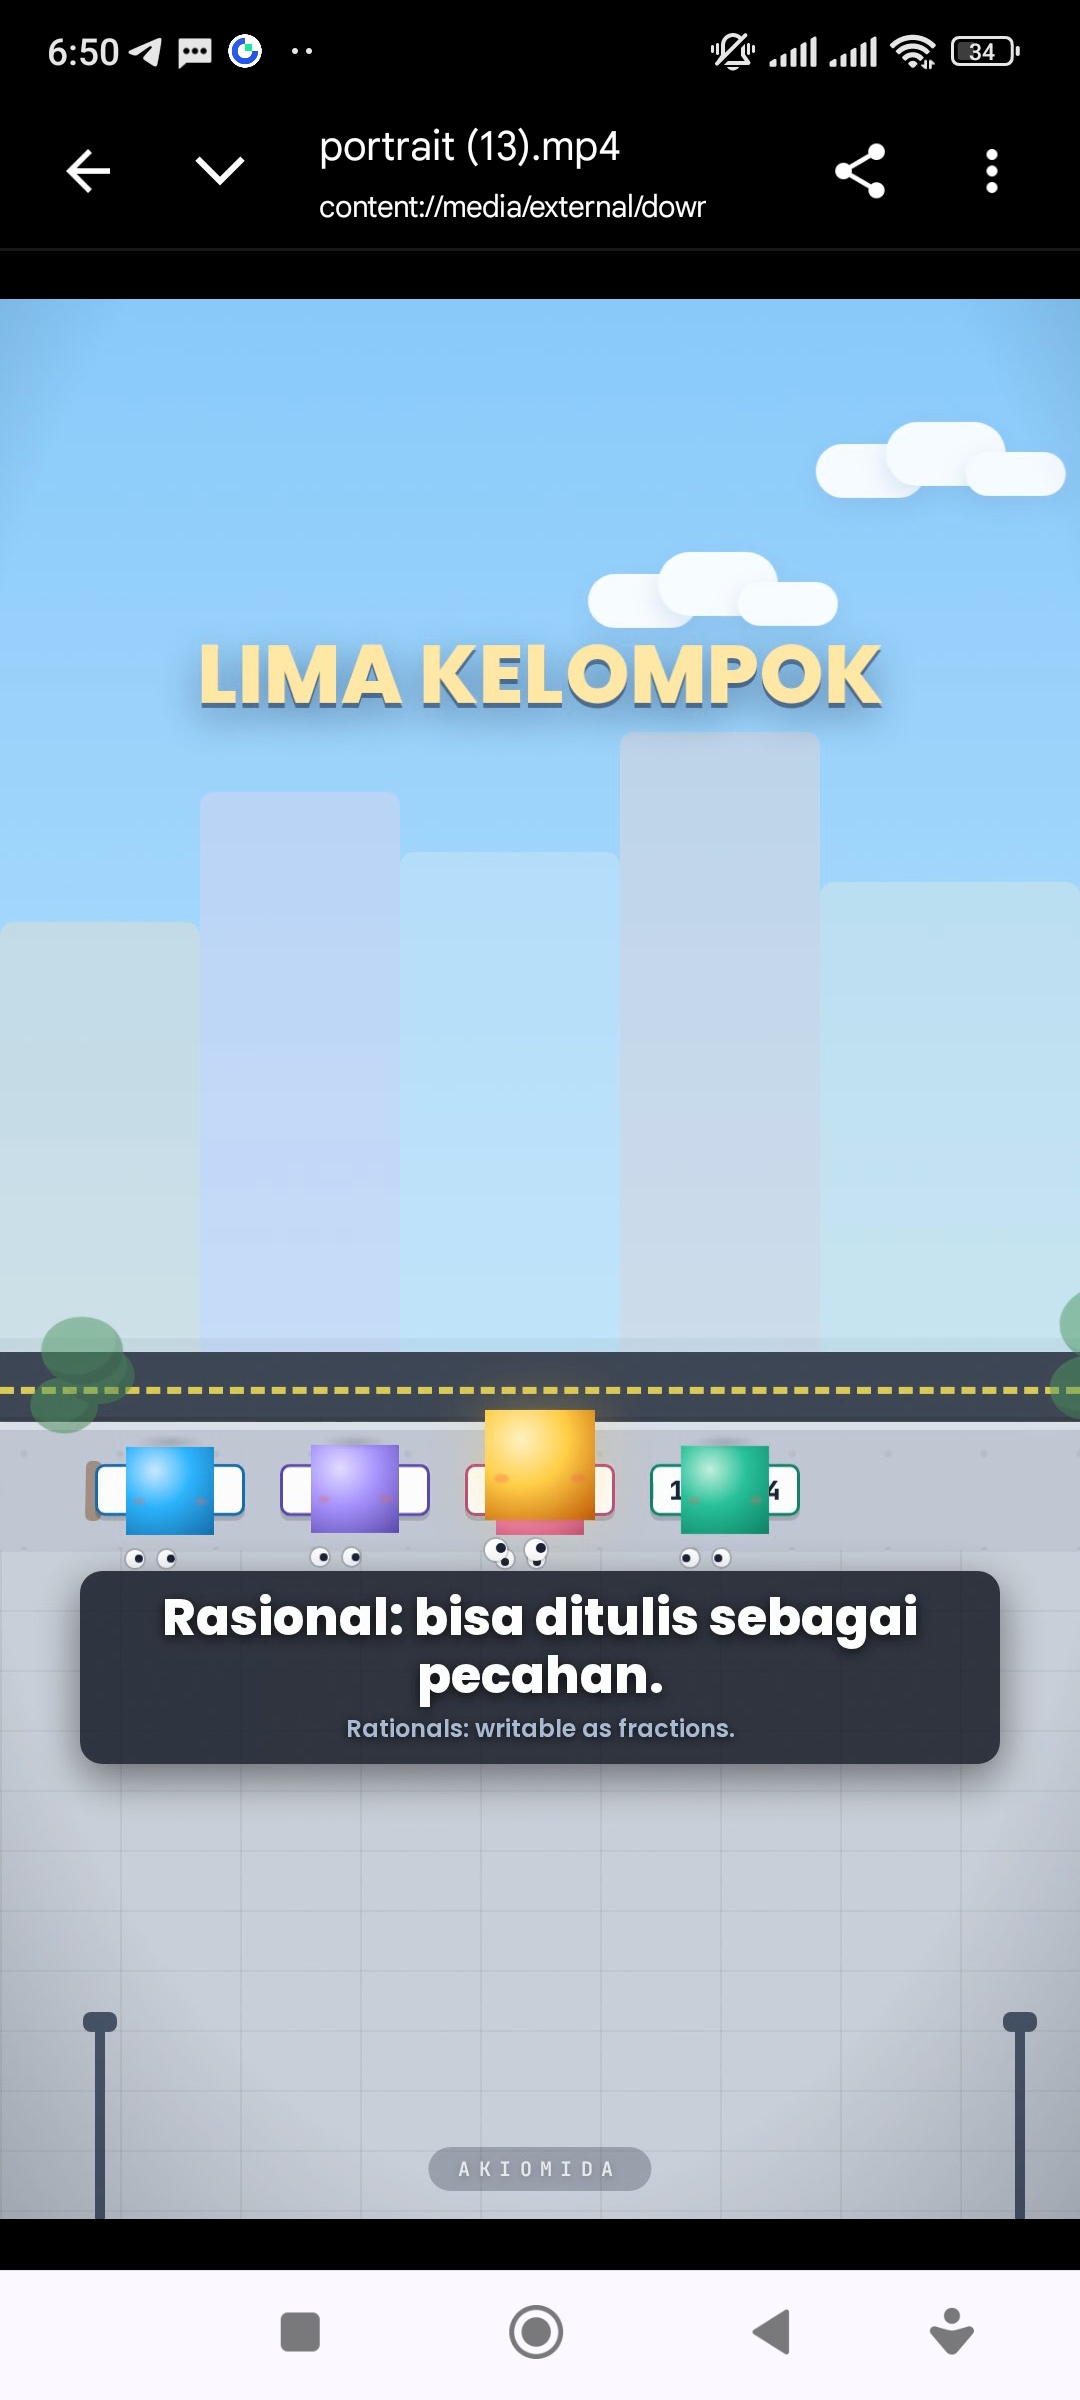 6:50
34
portrait (13).mp4
content://media/external/dowr
LIMA KELOMPOK
Rasional: bisa ditulis sebagai
pecahan.
Rationals: writable as fractions.
AKIOMIDA